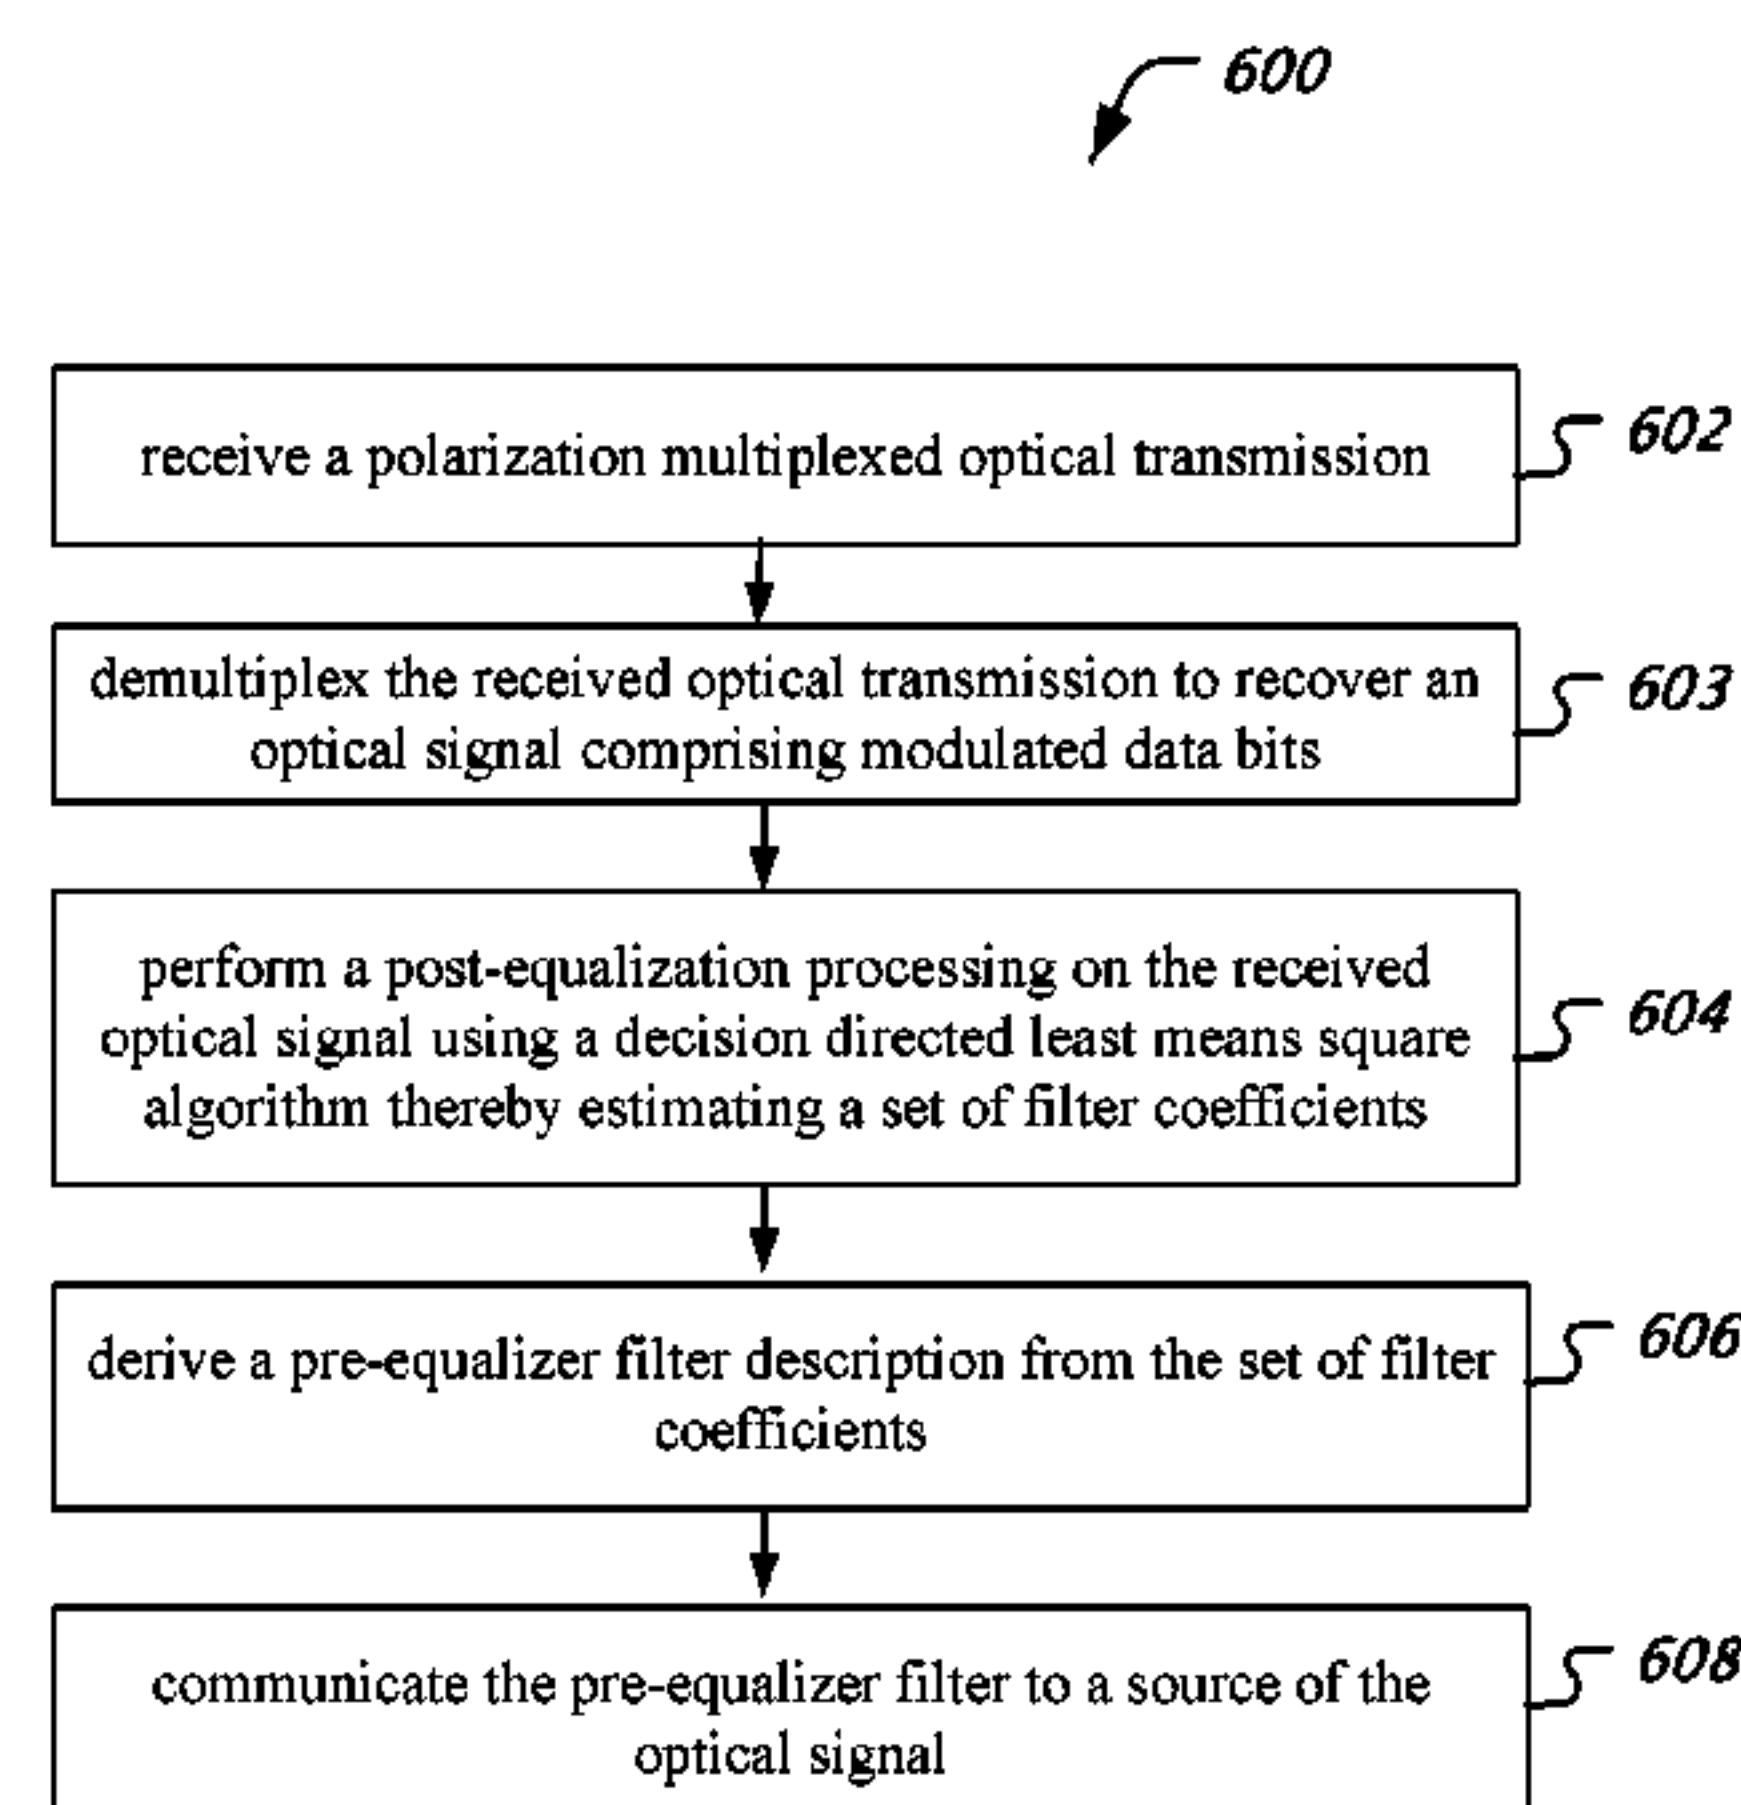 600
receive a polarization multiplexed optical transmission
602
demultiplex the received optical transmission to recover an
optical signal comprising modulated data bits
603
perform a post-equalization processing on the received
optical signal using a decision directed least means square
algorithm thereby estimating a set of filter coefficients
604
derive a pre-equalizer filter description from the set of filter
coefficients
606
communicate the pre-equalizer filter to a source of the
optical signal
608